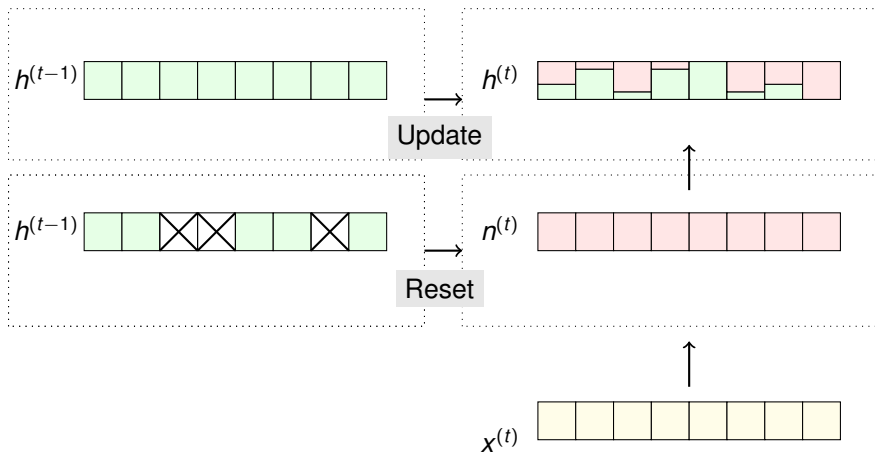 h^(t−1)
h^(t)
Update
h^(t−1)
n^(t)
Reset
x^(t)